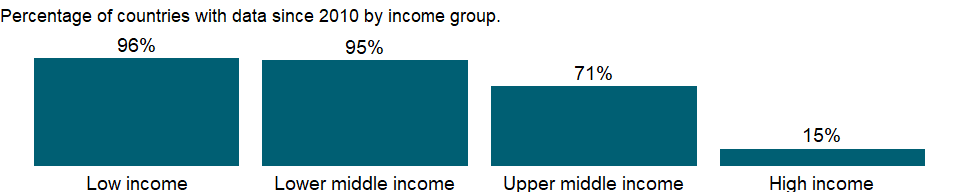 Percentage of countries with data since 2010 by income group.
96%
95%
71%
15%
Low income
Lower middle income
Upper middle income
High income